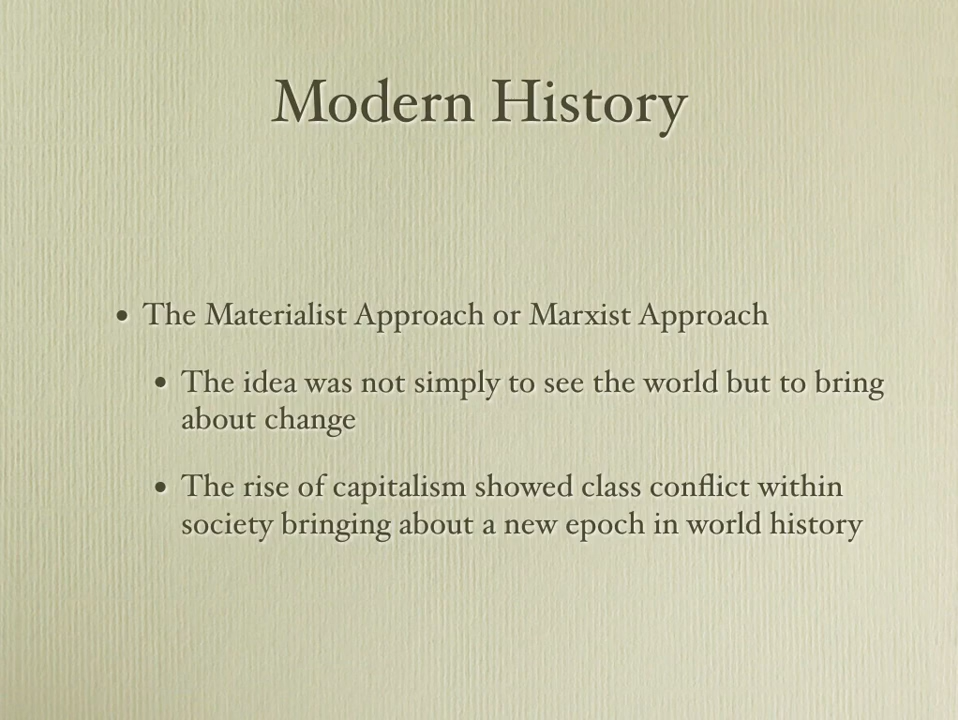 Modern History
• The Materialist Approach or Marxist Approach
• The idea was not simply to see the world but to bring
about change
• The rise of capitalism showed class conflict within
society bringing about a new epoch in world history